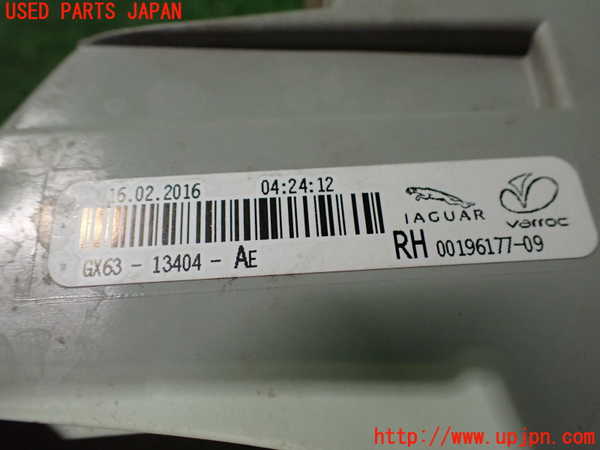 USED PARTS JAPAN
16.02.2016 04:24:12
JAGUAR
varroc
GX63 - 13404 - AE
RH 00196177-09
http://www.upjpn.com/